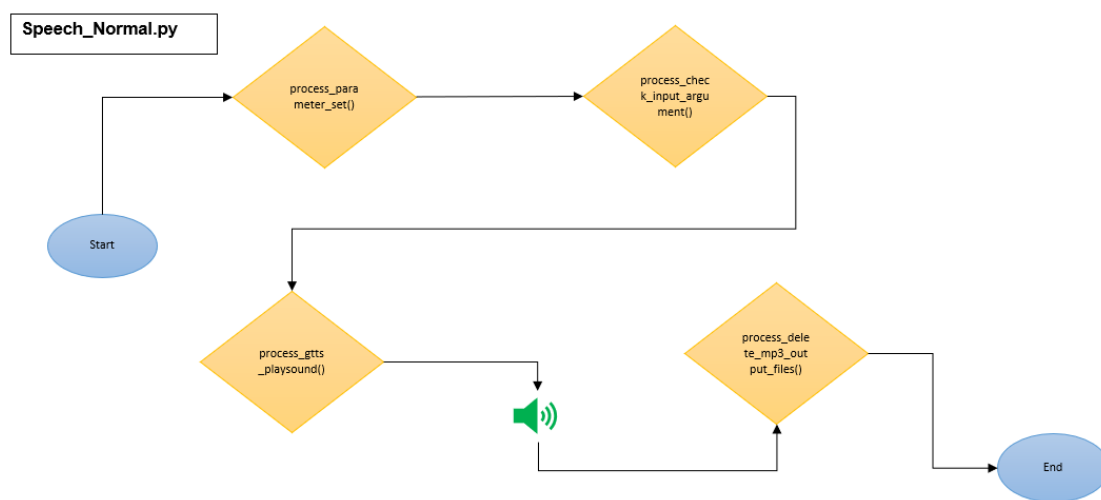 Speech_Normal.py
process_para
meter_set()
process_chec
k_input_argu
ment()
Start
process_gtts
_playsound()
process_dele
te_mp3_out
put_files()
End